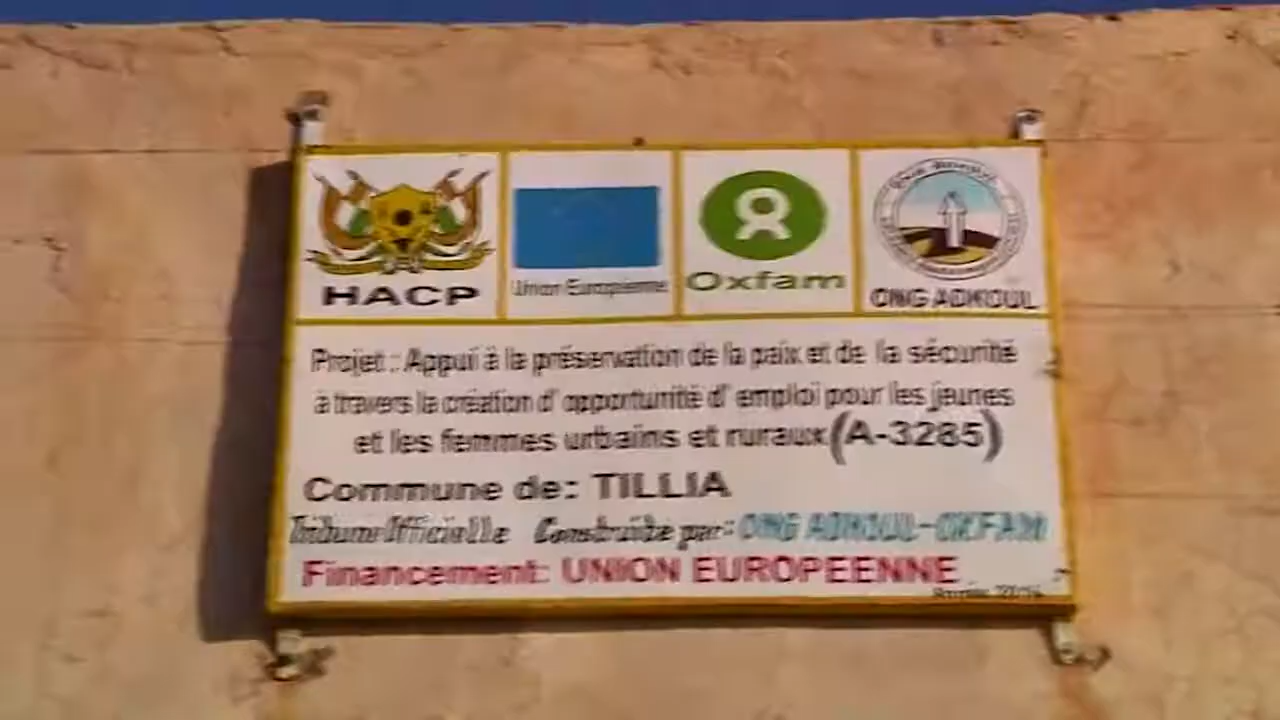 HACP
Union Européenne
Oxfam
ONG ADKOUL
Projet : Appui à la préservation de la paix et de la sécurité
à travers la création d' opportunité d' emploi pour les jeunes
et les femmes urbains et ruraux (A-3285)
Commune de: TILLIA
Tribune Officielle Construite par: ONG ADKOUL-OXFAM
Financement: UNION EUROPEENNE